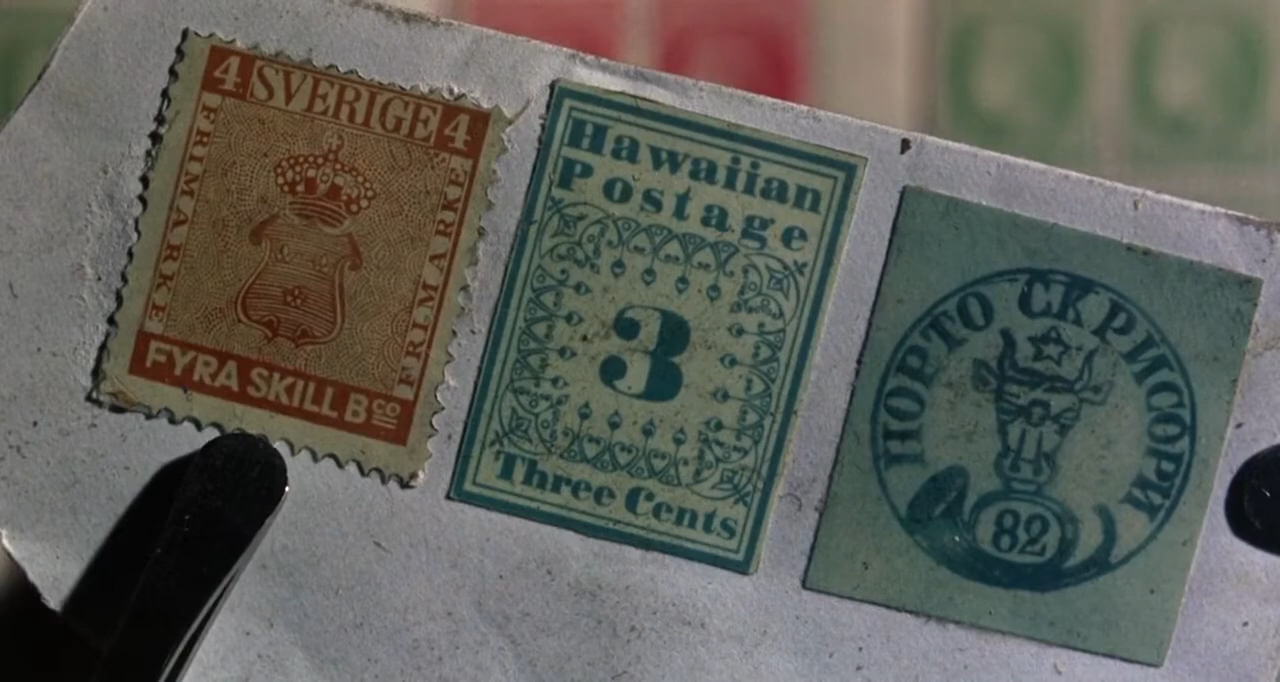 4 SVERIGE 4
FRIMARKE
FRIMARKE
FYRA SKILL Bco
Hawaiian
Postage
3
Three Cents
ПОРТО СКРИСОРИ
82